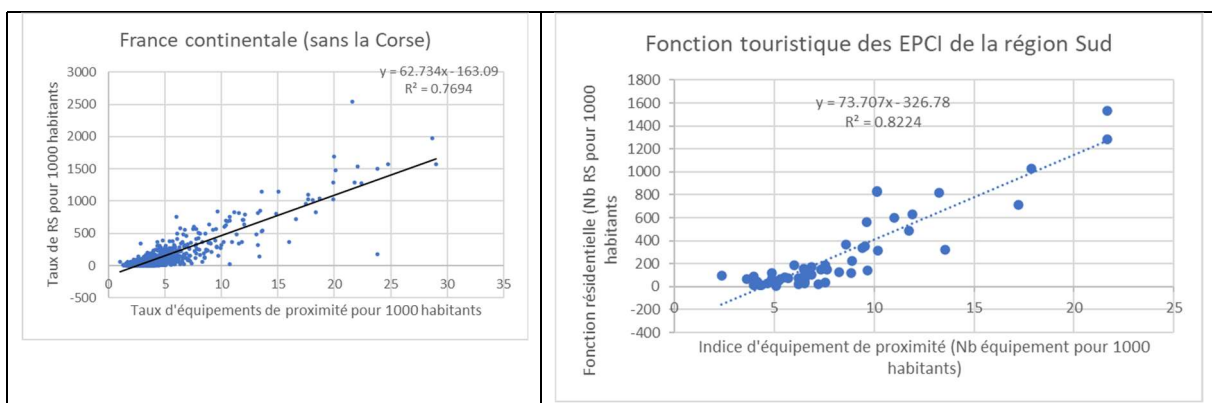 France continentale (sans la Corse)
Taux de RS pour 1000 habitants
3000
2500
2000
1500
1000
500
0
-500
y = 62.734x - 163.09
R² = 0.7694
0 5 10 15 20 25 30 35
Taux d'équipements de proximité pour 1000 habitants
Fonction touristique des EPCI de la région Sud
Fonction résidentielle (Nb RS pour 1000
habitants
1800
1600
1400
1200
1000
800
600
400
200
0
-200
-400
y = 73.707x - 326.78
R² = 0.8224
0 5 10 15 20 25
Indice d'équipement de proximité (Nb équipement pour 1000
habitants)